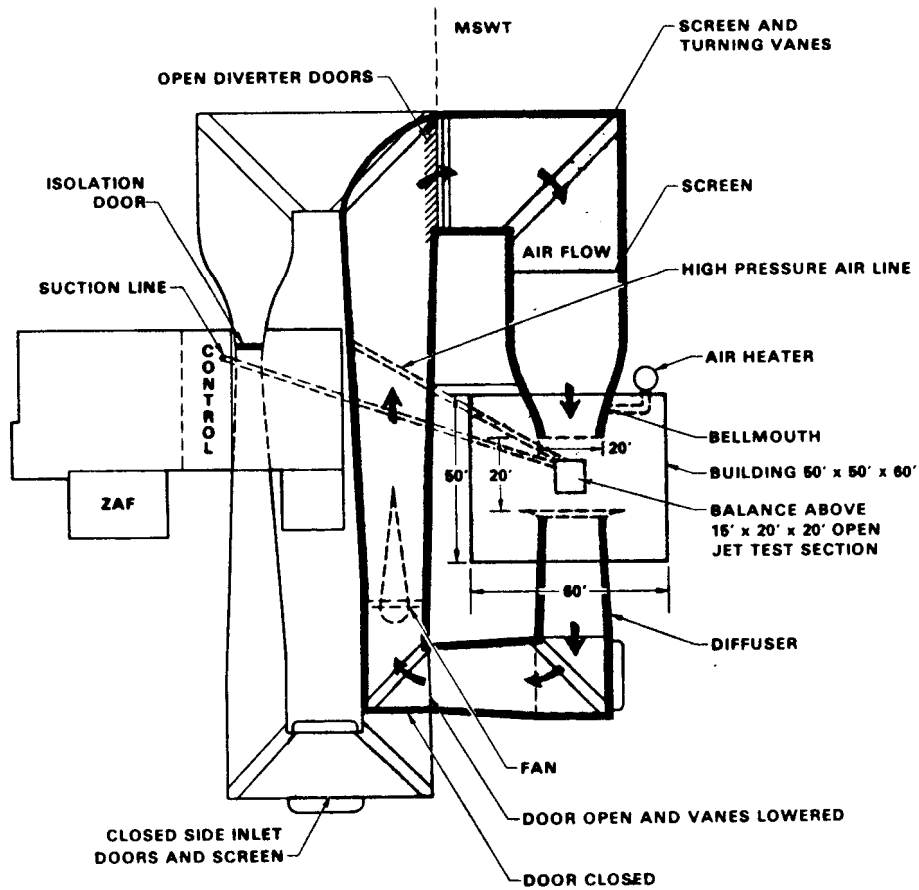 MSWT
SCREEN AND
TURNING VANES
OPEN DIVERTER DOORS
ISOLATION
DOOR
SCREEN
AIR FLOW
HIGH PRESSURE AIR LINE
SUCTION LINE
CONTROL
AIR HEATER
20'
BELLMOUTH
50'
20'
BUILDING 50' x 50' x 60'
ZAF
BALANCE ABOVE
15' x 20' x 20' OPEN
JET TEST SECTION
60'
DIFFUSER
FAN
DOOR OPEN AND VANES LOWERED
CLOSED SIDE INLET
DOORS AND SCREEN
DOOR CLOSED